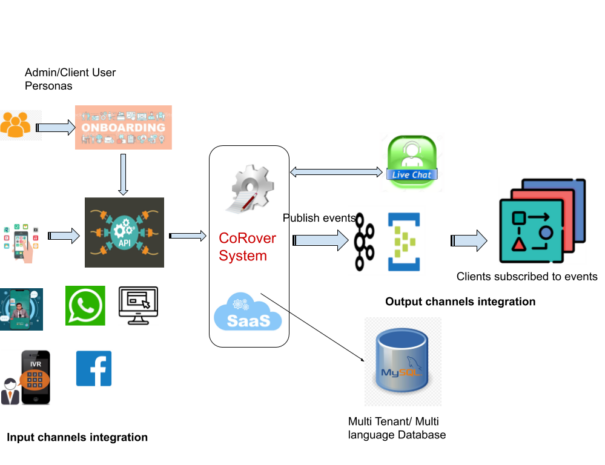 Admin/Client User
Personas
ONBOARDING
Live Chat
Publish events
API
CoRover
System
Clients subscribed to events
Output channels integration
SaaS
IVR
MySQL
Multi Tenant/ Multi
language Database
Input channels integration